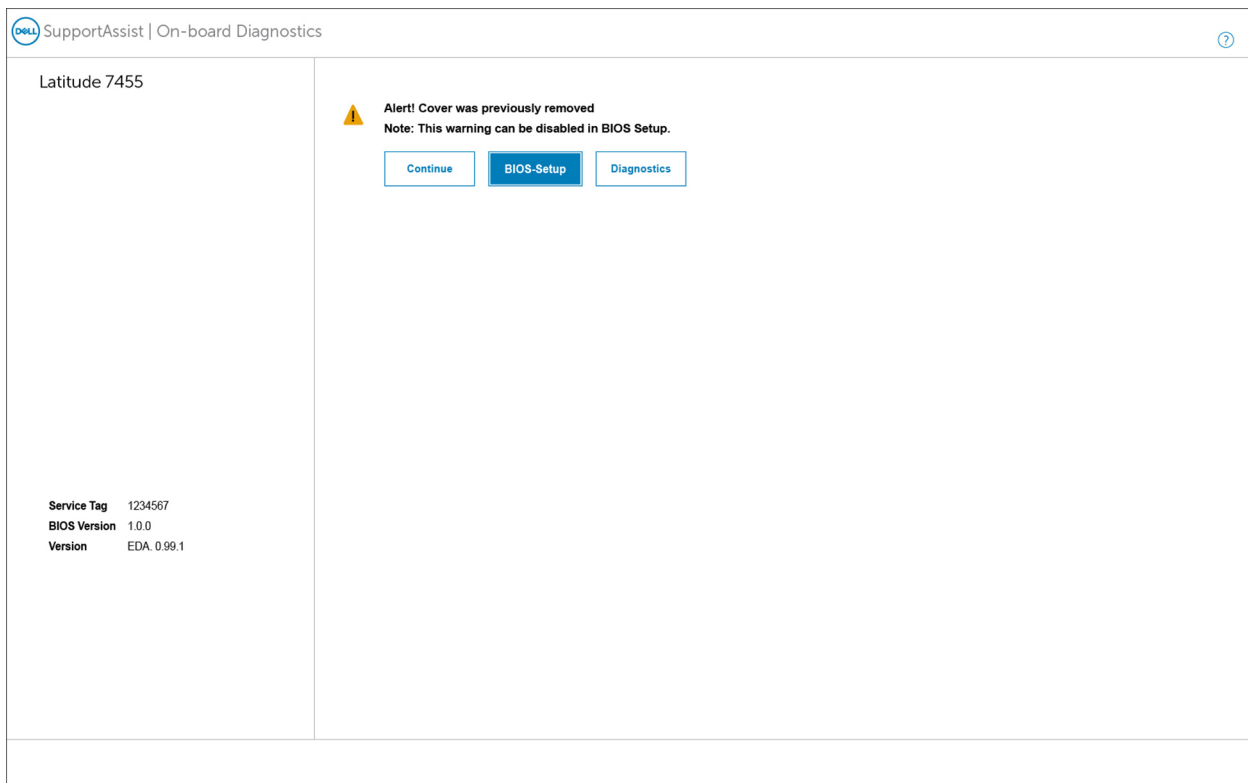 DELL SupportAssist | On-board Diagnostics
?
Latitude 7455
Alert! Cover was previously removed
Note: This warning can be disabled in BIOS Setup.
Continue BIOS-Setup Diagnostics
Service Tag 1234567
BIOS Version 1.0.0
Version EDA. 0.99.1